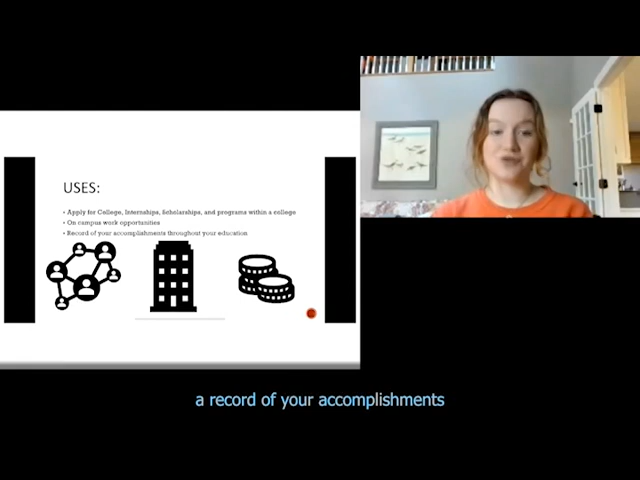 USES:
• Apply for College, Internships, Scholarships, and programs within a college
• On campus work opportunities
• Record of your accomplishments throughout your education
a record of your accomplishments